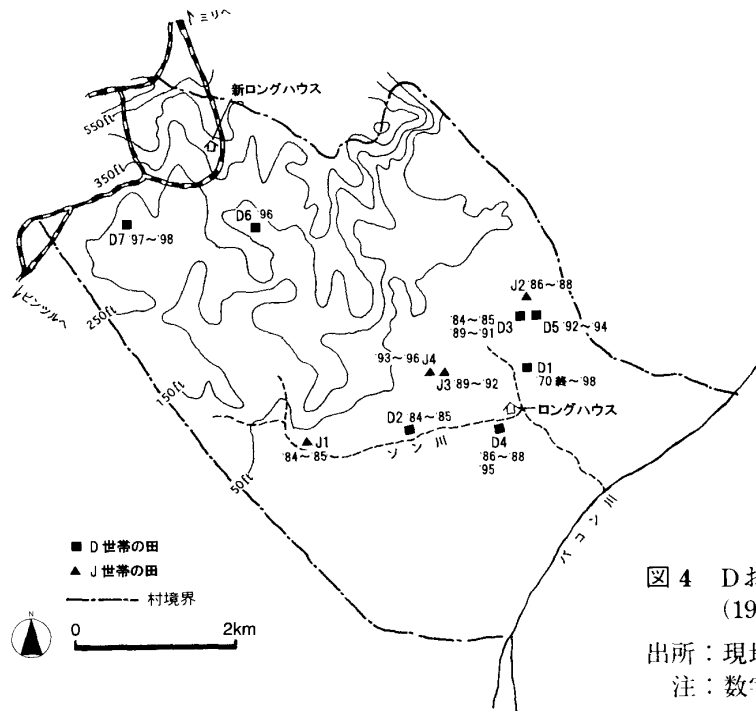 ミリへ
新ロングハウス
550ft
350ft
D6 '96
D7 '97～'98
ビンツルへ
250ft
J2 '86～'88
'84～'85
'89～'91
D3
D5 '92～'94
'93～'96 J4
J3 '89～'92
D1
'70 終～'98
150ft
ロングハウス
D2 '84～'85
ソン川
J1
'84～'85
D4
'86～'88
'95
50ft
バコン川
■ D世帯の田
▲ J世帯の田
村境界
N
0 2km
図4 Dお
(19
出所：現地
注：数字